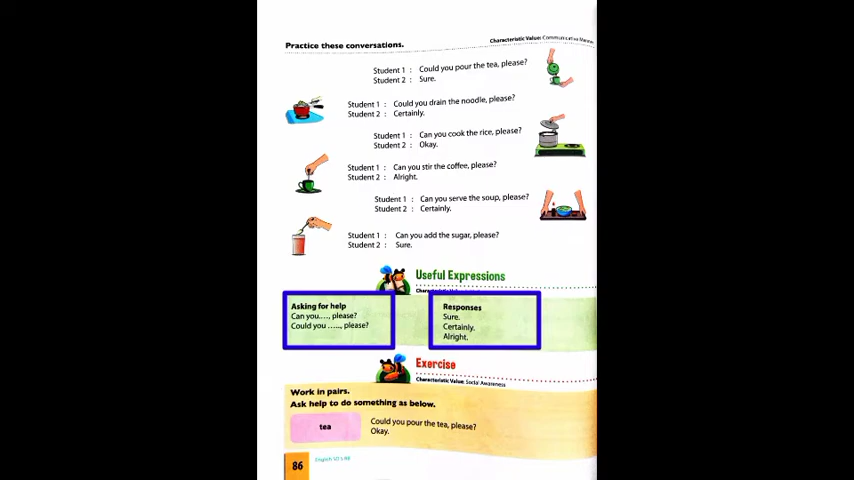 Characteristic Value: Communicative Manner
Practice these conversations.
Student 1 : Could you pour the tea, please?
Student 2 : Sure.
Student 1 : Could you drain the noodle, please?
Student 2 : Certainly.
Student 1 : Can you cook the rice, please?
Student 2 : Okay.
Student 1 : Can you stir the coffee, please?
Student 2 : Alright.
Student 1 : Can you serve the soup, please?
Student 2 : Certainly.
Student 1 : Can you add the sugar, please?
Student 2 : Sure.
Useful Expressions
Asking for help
Can you...., please?
Could you ....., please?
Responses
Sure.
Certainly.
Alright.
Exercise
Characteristic Value: Social Awareness
Work in pairs.
Ask help to do something as below.
tea
Could you pour the tea, please?
Okay.
86